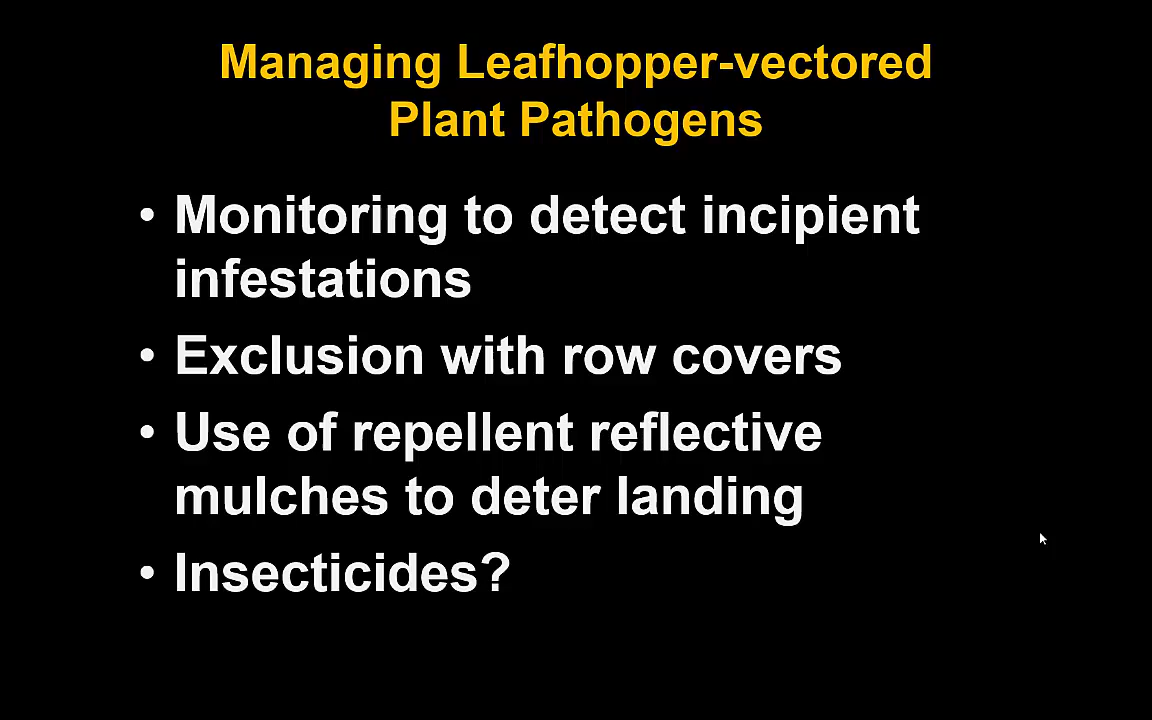 Managing Leafhopper-vectored
Plant Pathogens
• Monitoring to detect incipient
infestations
• Exclusion with row covers
• Use of repellent reflective
mulches to deter landing
• Insecticides?